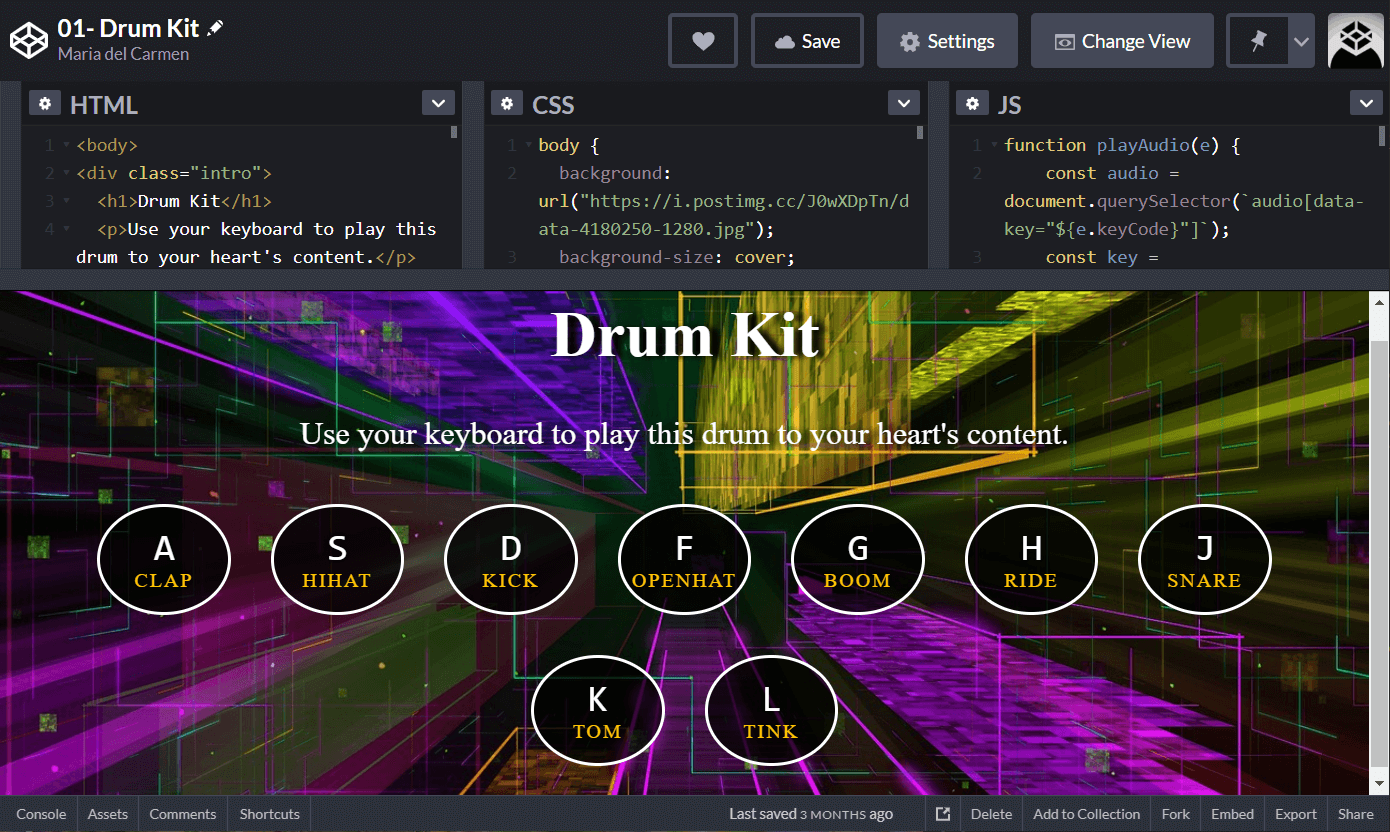 01- Drum Kit
Maria del Carmen
Save
Settings
Change View
HTML
1 <body>
2 <div class="intro">
3 <h1>Drum Kit</h1>
4 <p>Use your keyboard to play this
drum to your heart's content.</p>
CSS
1 body {
2 background:
url("https://i.postimg.cc/J0wXDpTn/d
ata-4180250-1280.jpg");
3 background-size: cover;
JS
1 function playAudio(e) {
2 const audio =
document.querySelector(`audio[data-
key="${e.keyCode}"]`);
3 const key =
Drum Kit
Use your keyboard to play this drum to your heart's content.
A
CLAP
S
HIHAT
D
KICK
F
OPENHAT
G
BOOM
H
RIDE
J
SNARE
K
TOM
L
TINK
Console
Assets
Comments
Shortcuts
Last saved 3 MONTHS ago
Delete
Add to Collection
Fork
Embed
Export
Share